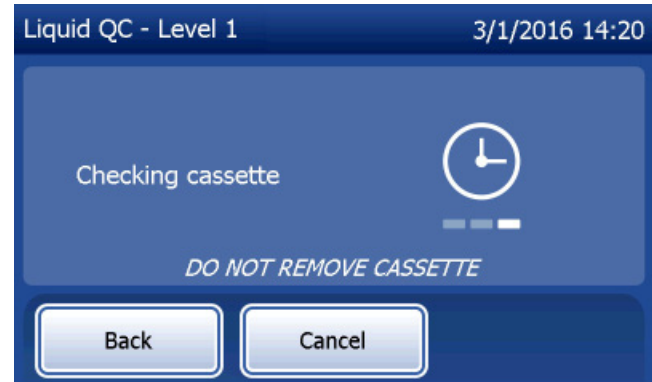 Liquid QC - Level 1 3/1/2016 14:20
Checking cassette
DO NOT REMOVE CASSETTE
Back Cancel